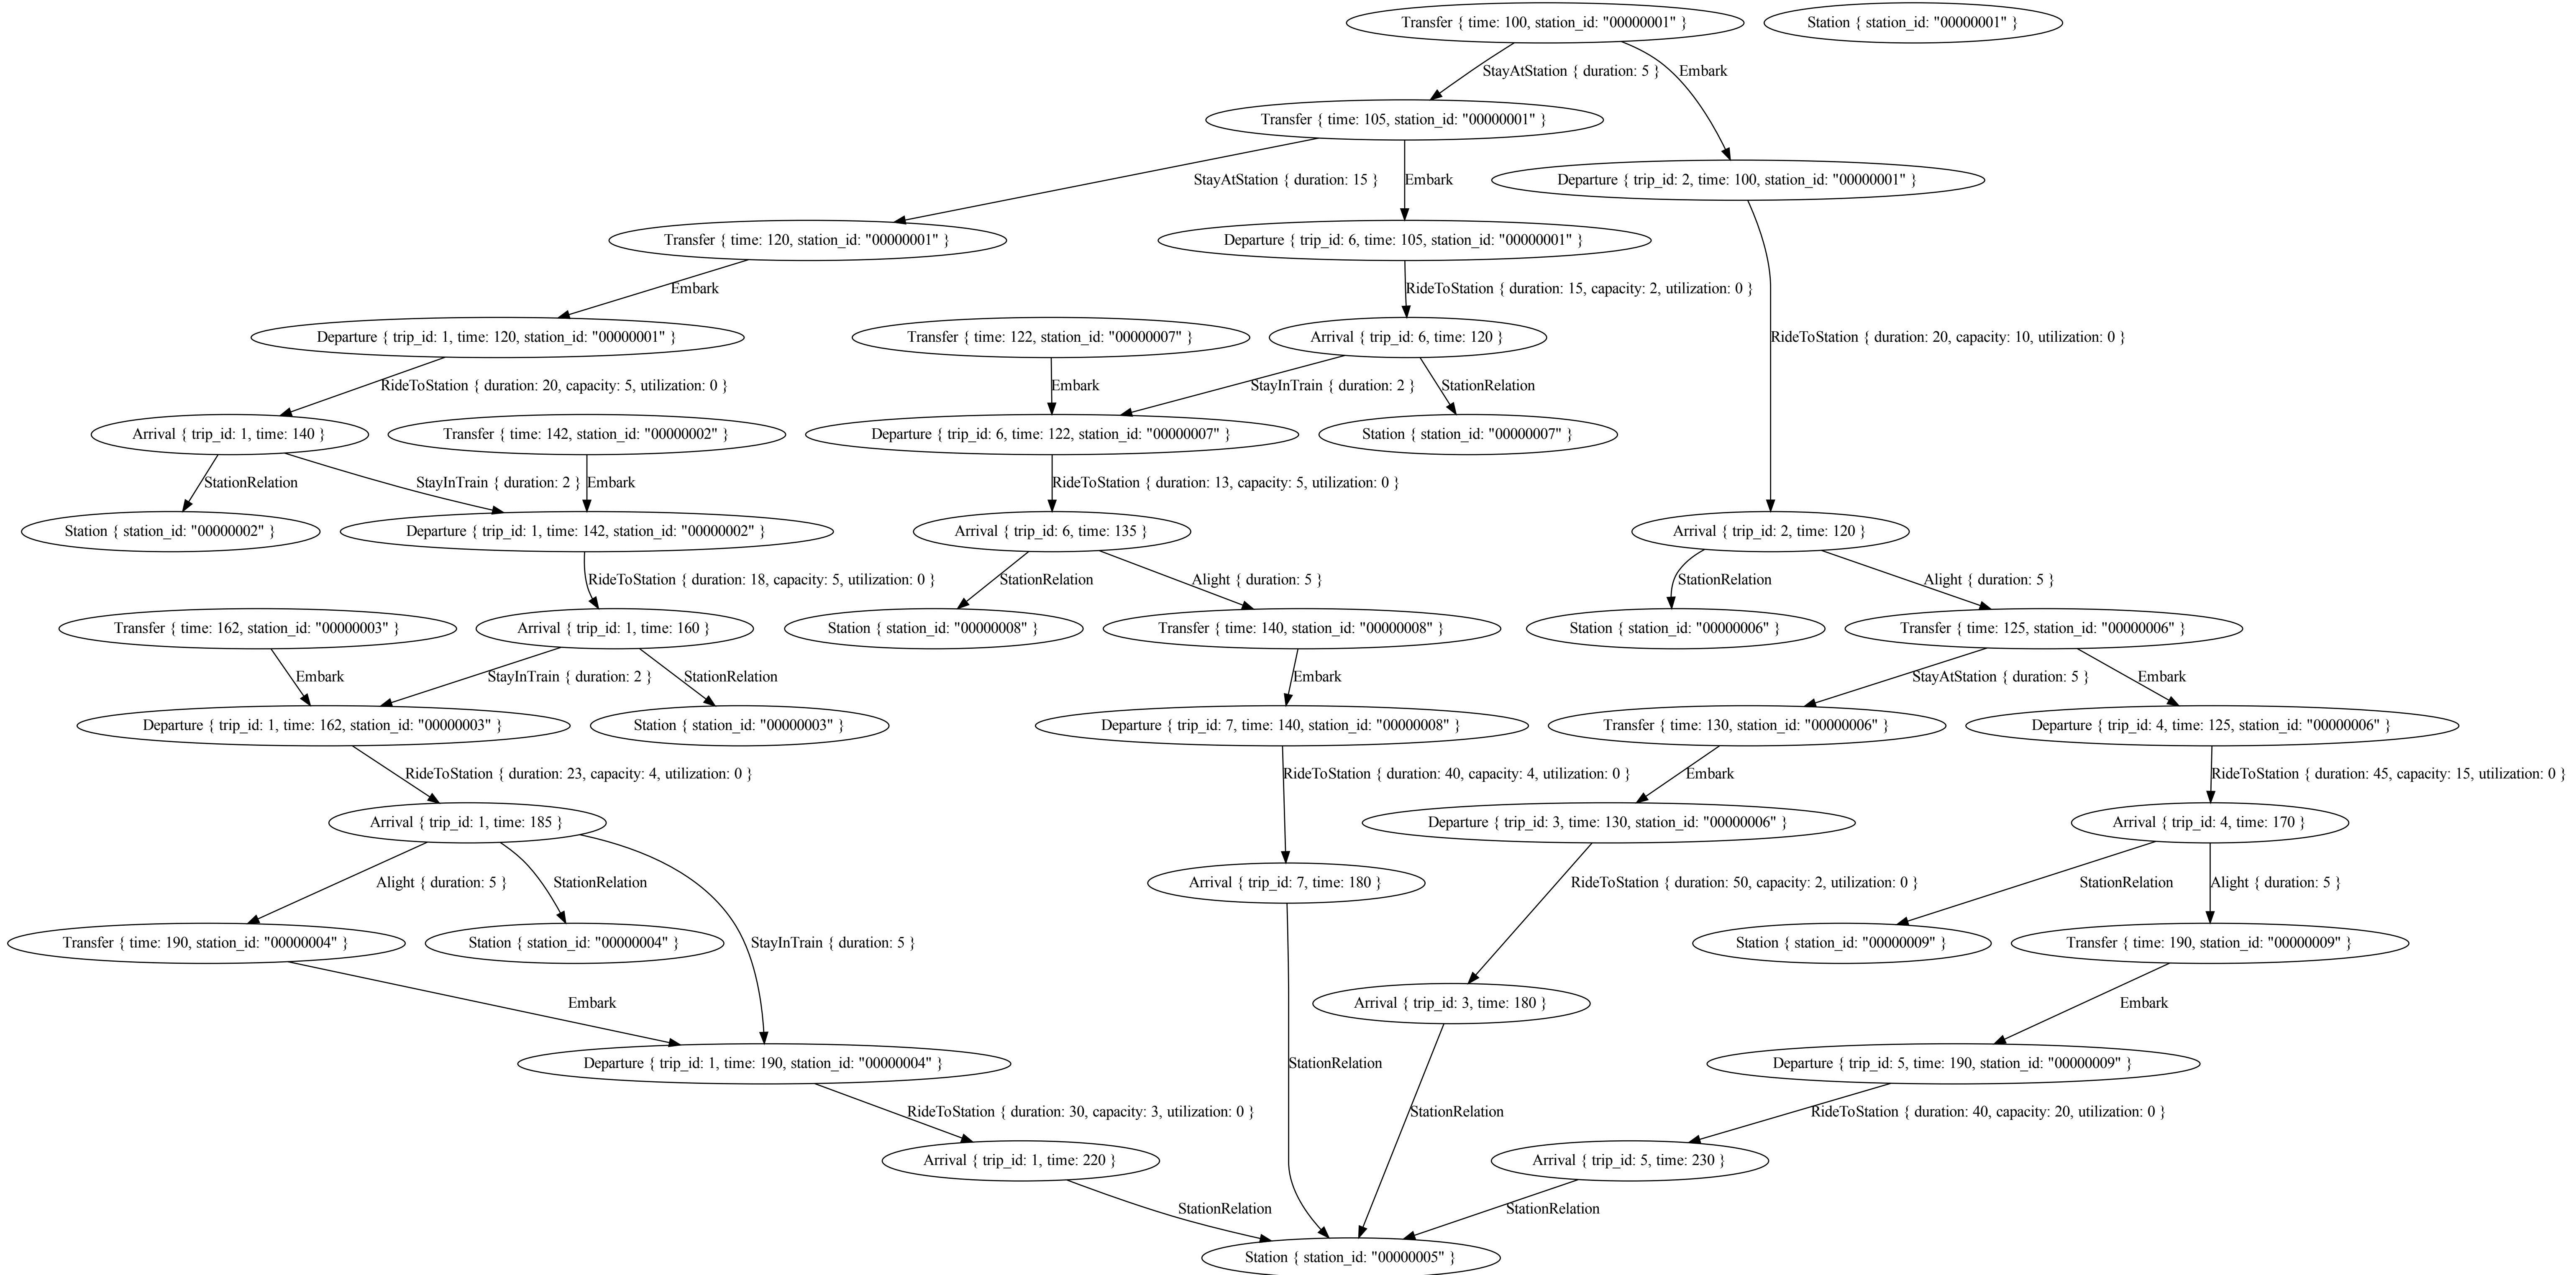 Transfer { time: 100, station_id: "00000001" }
Station { station_id: "00000001" }
StayAtStation { duration: 5 }
Embark
Transfer { time: 105, station_id: "00000001" }
StayAtStation { duration: 15 }
Embark
Departure { trip_id: 2, time: 100, station_id: "00000001" }
Transfer { time: 120, station_id: "00000001" }
Departure { trip_id: 6, time: 105, station_id: "00000001" }
Embark
RideToStation { duration: 15, capacity: 2, utilization: 0 }
Departure { trip_id: 1, time: 120, station_id: "00000001" }
Transfer { time: 122, station_id: "00000007" }
Arrival { trip_id: 6, time: 120 }
RideToStation { duration: 20, capacity: 10, utilization: 0 }
RideToStation { duration: 20, capacity: 5, utilization: 0 }
Embark
StayInTrain { duration: 2 }
StationRelation
Arrival { trip_id: 1, time: 140 }
Transfer { time: 142, station_id: "00000002" }
Departure { trip_id: 6, time: 122, station_id: "00000007" }
Station { station_id: "00000007" }
StationRelation
StayInTrain { duration: 2 }
Embark
RideToStation { duration: 13, capacity: 5, utilization: 0 }
Station { station_id: "00000002" }
Departure { trip_id: 1, time: 142, station_id: "00000002" }
Arrival { trip_id: 6, time: 135 }
Arrival { trip_id: 2, time: 120 }
RideToStation { duration: 18, capacity: 5, utilization: 0 }
StationRelation
Alight { duration: 5 }
StationRelation
Alight { duration: 5 }
Transfer { time: 162, station_id: "00000003" }
Arrival { trip_id: 1, time: 160 }
Station { station_id: "00000008" }
Transfer { time: 140, station_id: "00000008" }
Station { station_id: "00000006" }
Transfer { time: 125, station_id: "00000006" }
Embark
StayInTrain { duration: 2 }
StationRelation
Embark
StayAtStation { duration: 5 }
Embark
Departure { trip_id: 1, time: 162, station_id: "00000003" }
Station { station_id: "00000003" }
Departure { trip_id: 7, time: 140, station_id: "00000008" }
Transfer { time: 130, station_id: "00000006" }
Departure { trip_id: 4, time: 125, station_id: "00000006" }
RideToStation { duration: 23, capacity: 4, utilization: 0 }
RideToStation { duration: 40, capacity: 4, utilization: 0 }
Embark
RideToStation { duration: 45, capacity: 15, utilization: 0 }
Arrival { trip_id: 1, time: 185 }
Departure { trip_id: 3, time: 130, station_id: "00000006" }
Arrival { trip_id: 4, time: 170 }
Alight { duration: 5 }
StationRelation
Arrival { trip_id: 7, time: 180 }
RideToStation { duration: 50, capacity: 2, utilization: 0 }
StationRelation
Alight { duration: 5 }
Transfer { time: 190, station_id: "00000004" }
Station { station_id: "00000004" }
StayInTrain { duration: 5 }
Station { station_id: "00000009" }
Transfer { time: 190, station_id: "00000009" }
Embark
Arrival { trip_id: 3, time: 180 }
Embark
Departure { trip_id: 1, time: 190, station_id: "00000004" }
StationRelation
Departure { trip_id: 5, time: 190, station_id: "00000009" }
RideToStation { duration: 30, capacity: 3, utilization: 0 }
StationRelation
RideToStation { duration: 40, capacity: 20, utilization: 0 }
Arrival { trip_id: 1, time: 220 }
Arrival { trip_id: 5, time: 230 }
StationRelation
StationRelation
Station { station_id: "00000005" }